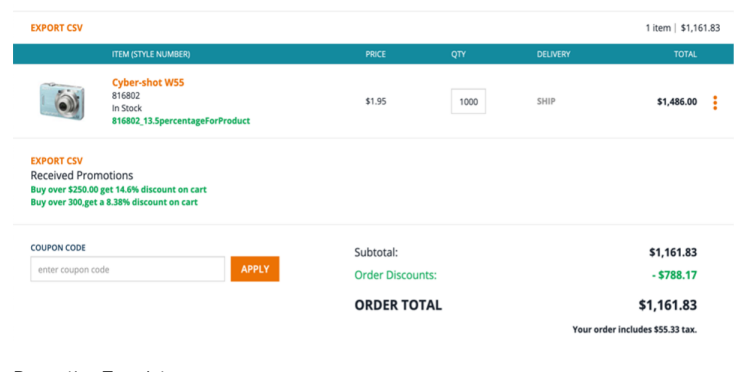 EXPORT CSV
1 item | $1,161.83
ITEM (STYLE NUMBER) PRICE QTY DELIVERY TOTAL
Cyber-shot W55
816802
In Stock
816802_13.5percentageForProduct
$1.95 1000 SHIP $1,486.00
EXPORT CSV
Received Promotions
Buy over $250.00 get 14.6% discount on cart
Buy over 300,get a 8.38% discount on cart
COUPON CODE
enter coupon code APPLY
Subtotal: $1,161.83
Order Discounts: - $788.17
ORDER TOTAL $1,161.83
Your order includes $55.33 tax.